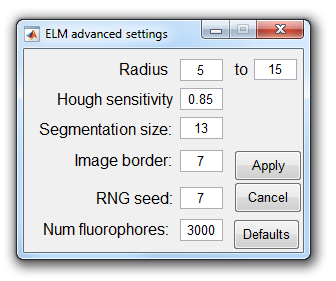 ELM advanced settings
Radius 5 to 15
Hough sensitivity 0.85
Segmentation size: 13
Image border: 7 Apply
RNG seed: 7 Cancel
Num fluorophores: 3000 Defaults